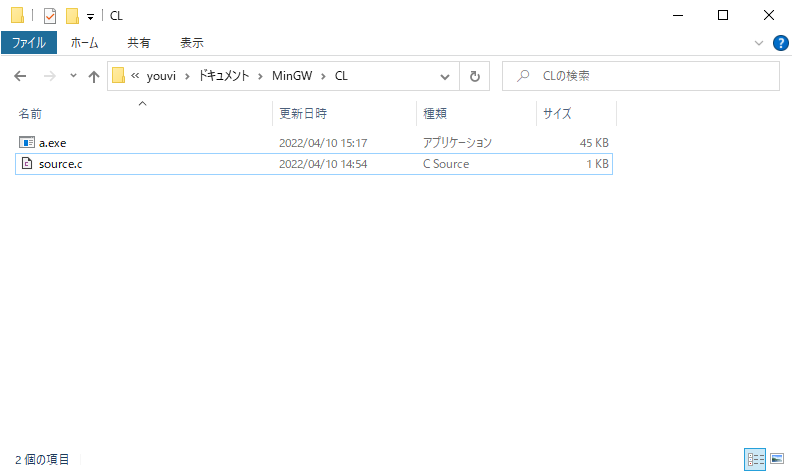 CL
ファイル ホーム 共有 表示
« youvi › ドキュメント › MinGW › CL CLの検索
名前 更新日時 種類 サイズ
a.exe 2022/04/10 15:17 アプリケーション 45 KB
source.c 2022/04/10 14:54 C Source 1 KB
2 個の項目